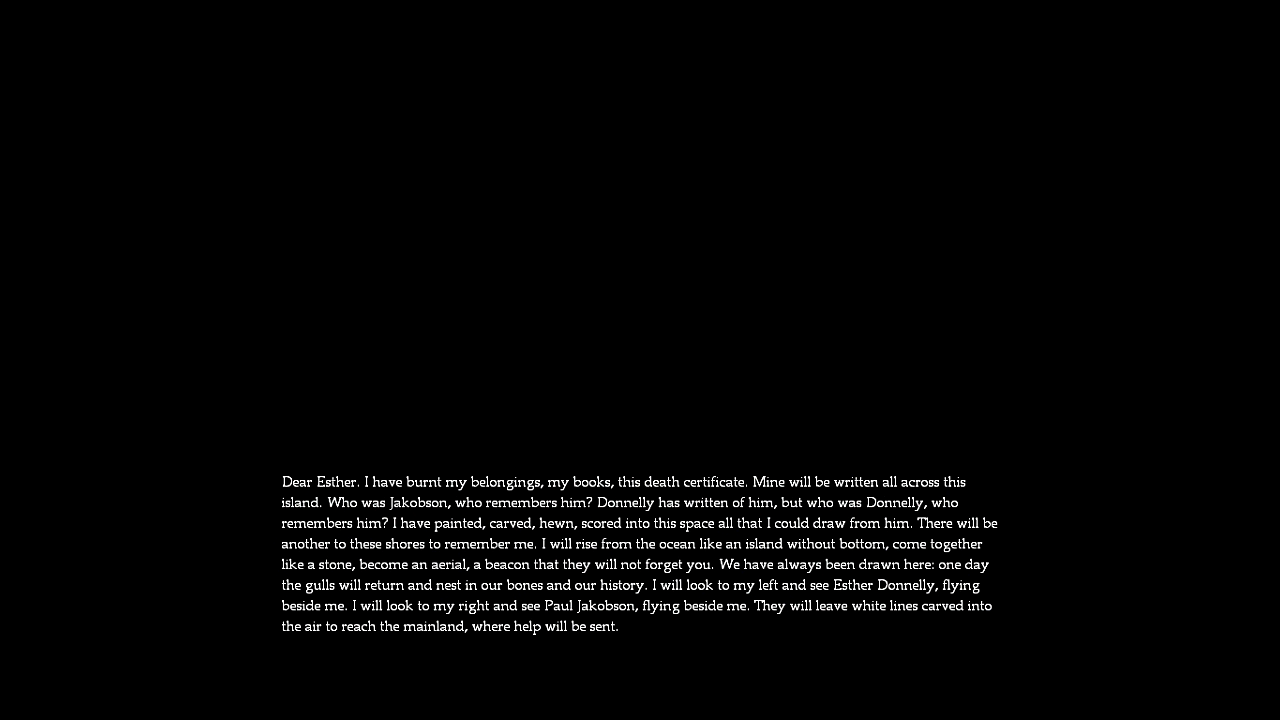 Dear Esther. I have burnt my belongings, my books, this death certificate. Mine will be written all across this
island. Who was Jakobson, who remembers him? Donnelly has written of him, but who was Donnelly, who
remembers him? I have painted, carved, hewn, scored into this space all that I could draw from him. There will be
another to these shores to remember me. I will rise from the ocean like an island without bottom, come together
like a stone, become an aerial, a beacon that they will not forget you. We have always been drawn here: one day
the gulls will return and nest in our bones and our history. I will look to my left and see Esther Donnelly, flying
beside me. I will look to my right and see Paul Jakobson, flying beside me. They will leave white lines carved into
the air to reach the mainland, where help will be sent.